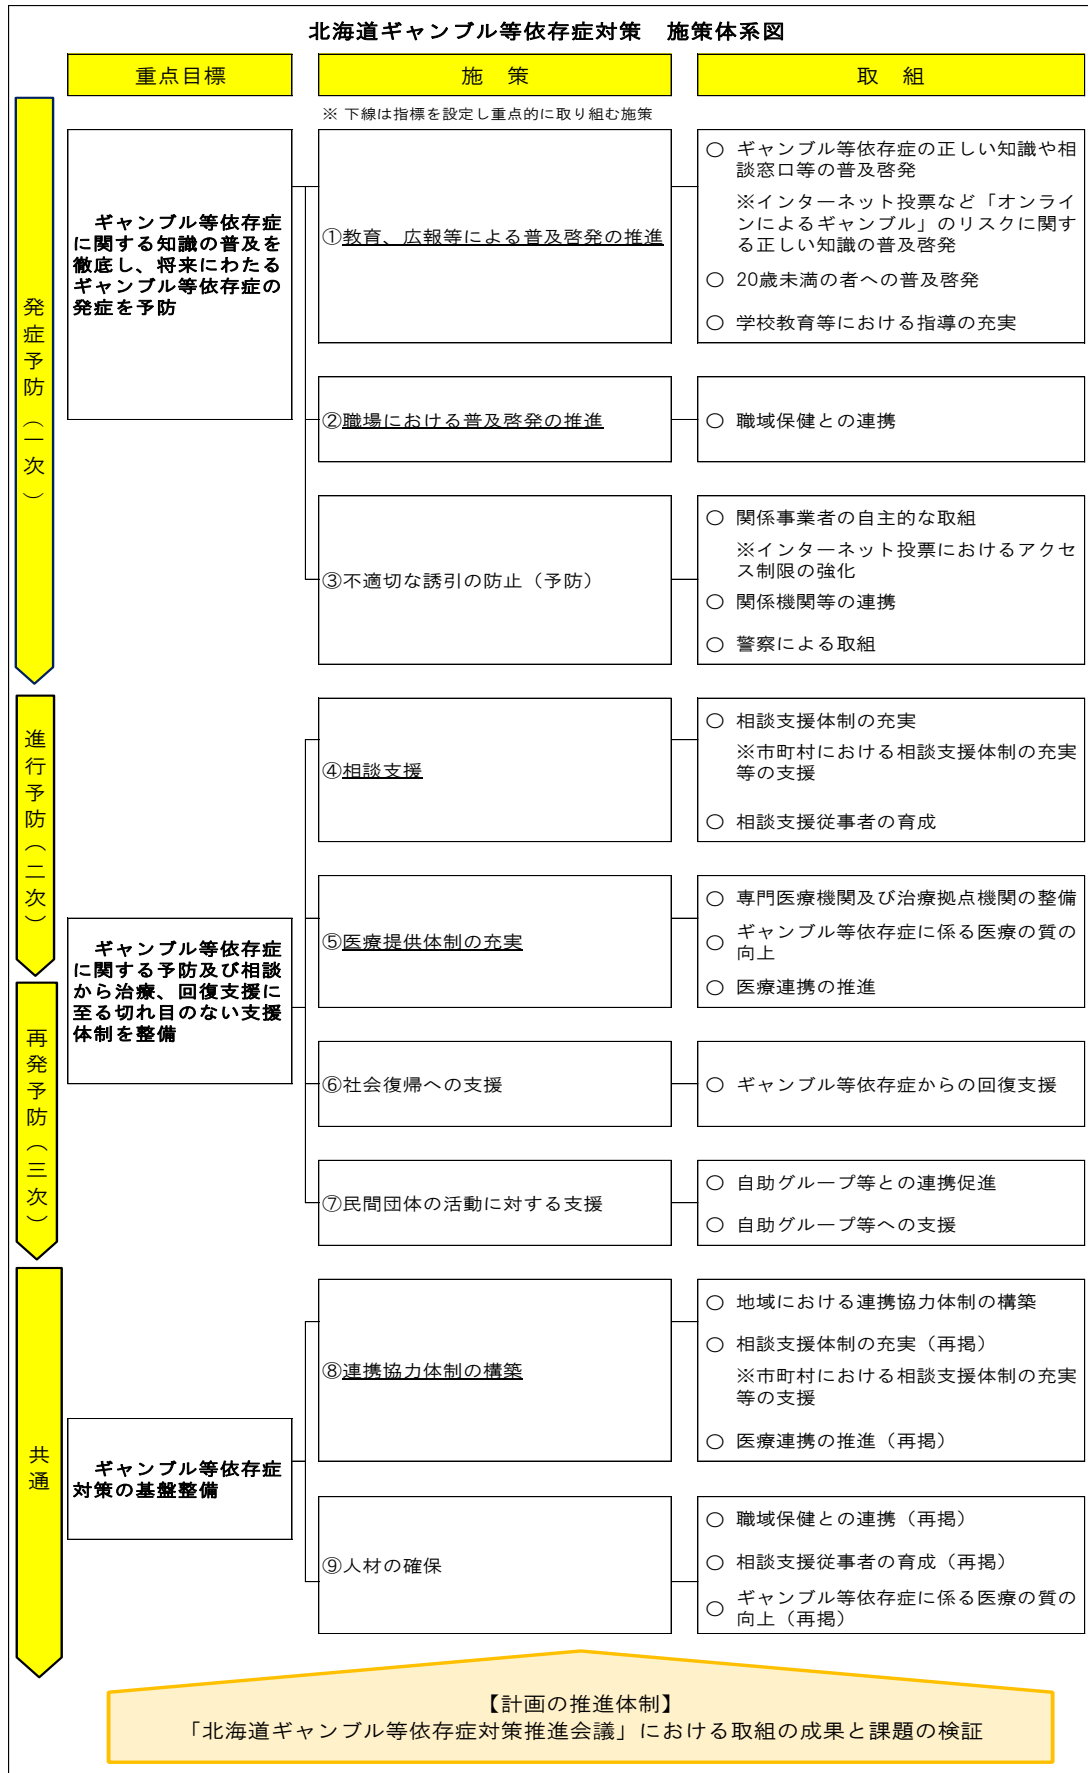 北海道ギャンブル等依存症対策　施策体系図
重点目標
施　策
取　組
※ 下線は指標を設定し重点的に取り組む施策
発症予防（一次）
ギャンブル等依存症
に関する知識の普及を
徹底し、将来にわたる
ギャンブル等依存症の
発症を予防
①教育、広報等による普及啓発の推進
○ ギャンブル等依存症の正しい知識や相
談窓口等の普及啓発
※インターネット投票など「オンライ
ンによるギャンブル」のリスクに関す
る正しい知識の普及啓発
○ 20歳未満の者への普及啓発
○ 学校教育等における指導の充実
②職場における普及啓発の推進
○ 職域保健との連携
③不適切な誘引の防止（予防）
○ 関係事業者の自主的な取組
※インターネット投票におけるアクセ
ス制限の強化
○ 関係機関等の連携
○ 警察による取組
進行予防（二次）
再発予防（三次）
ギャンブル等依存症
に関する予防及び相談
から治療、回復支援に
至る切れ目のない支援
体制を整備
④相談支援
○ 相談支援体制の充実
※市町村における相談支援体制の充実
等の支援
○ 相談支援従事者の育成
⑤医療提供体制の充実
○ 専門医療機関及び治療拠点機関の整備
○ ギャンブル等依存症に係る医療の質の
向上
○ 医療連携の推進
⑥社会復帰への支援
○ ギャンブル等依存症からの回復支援
⑦民間団体の活動に対する支援
○ 自助グループ等との連携促進
○ 自助グループ等への支援
共通
ギャンブル等依存症
対策の基盤整備
⑧連携協力体制の構築
○ 地域における連携協力体制の構築
○ 相談支援体制の充実（再掲）
※市町村における相談支援体制の充実
等の支援
○ 医療連携の推進（再掲）
⑨人材の確保
○ 職域保健との連携（再掲）
○ 相談支援従事者の育成（再掲）
○ ギャンブル等依存症に係る医療の質の
向上（再掲）
【計画の推進体制】
「北海道ギャンブル等依存症対策推進会議」における取組の成果と課題の検証